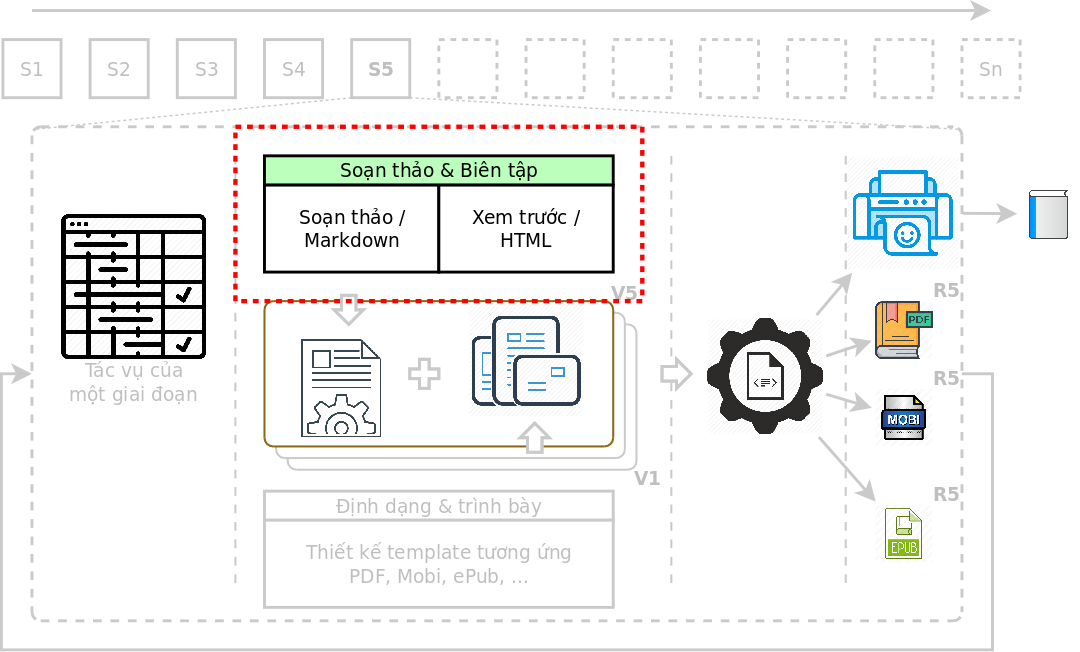 S1
S2
S3
S4
S5
Sn
Soạn thảo & Biên tập
Soạn thảo /
Markdown
Xem trước /
HTML
Tác vụ của
một giai đoạn
V5
V1
Định dạng & trình bày
Thiết kế template tương ứng
PDF, Mobi, ePub, ...
R5
PDF
R5
MOBI
R5
EPUB